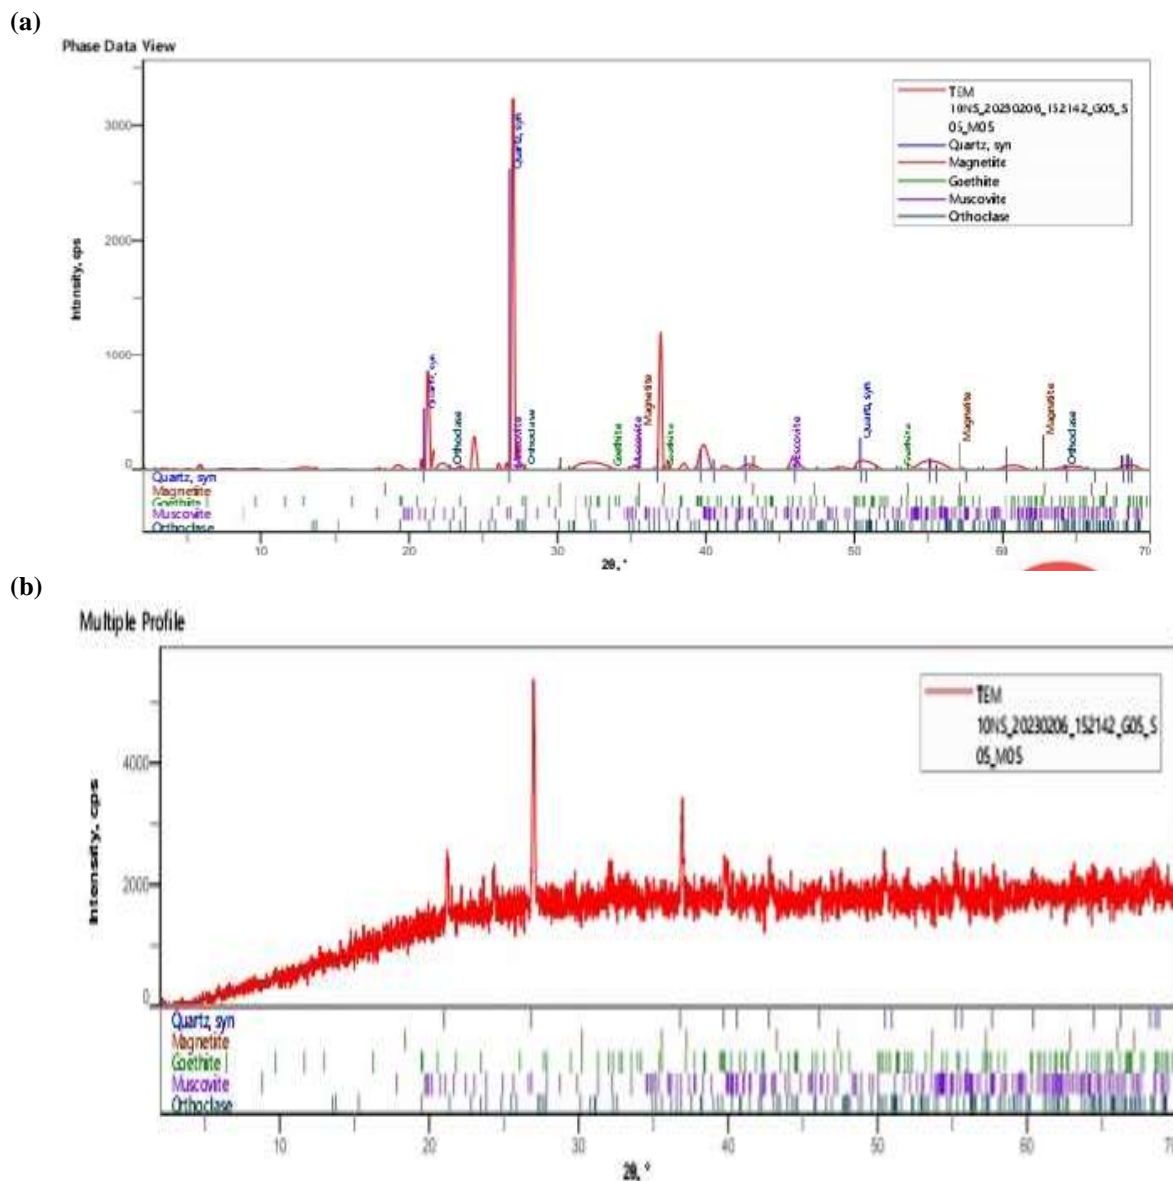 (a)
Phase Data View
Intensity, cps
3000
2000
1000
0
TEM
10NS_20230206_152142_G05_S
05_M05
Quartz, syn
Magnetite
Goethite
Muscovite
Orthoclase
Quartz, syn
Orthoclase
Quartz, syn
Muscovite
Orthoclase
Goethite
Muscovite
Magnetite
Goethite
Muscovite
Quartz, syn
Goethite
Magnetite
Magnetite
Orthoclase
Quartz, syn
Magnetite
Goethite
Muscovite
Orthoclase
10 20 30 40 50 60 70
2θ, °
(b)
Multiple Profile
Intensity, cps
4000
2000
0
TEM
10NS_20230206_152142_G05_S
05_M05
Quartz, syn
Magnetite
Goethite
Muscovite
Orthoclase
10 20 30 40 50 60 70
2θ, °